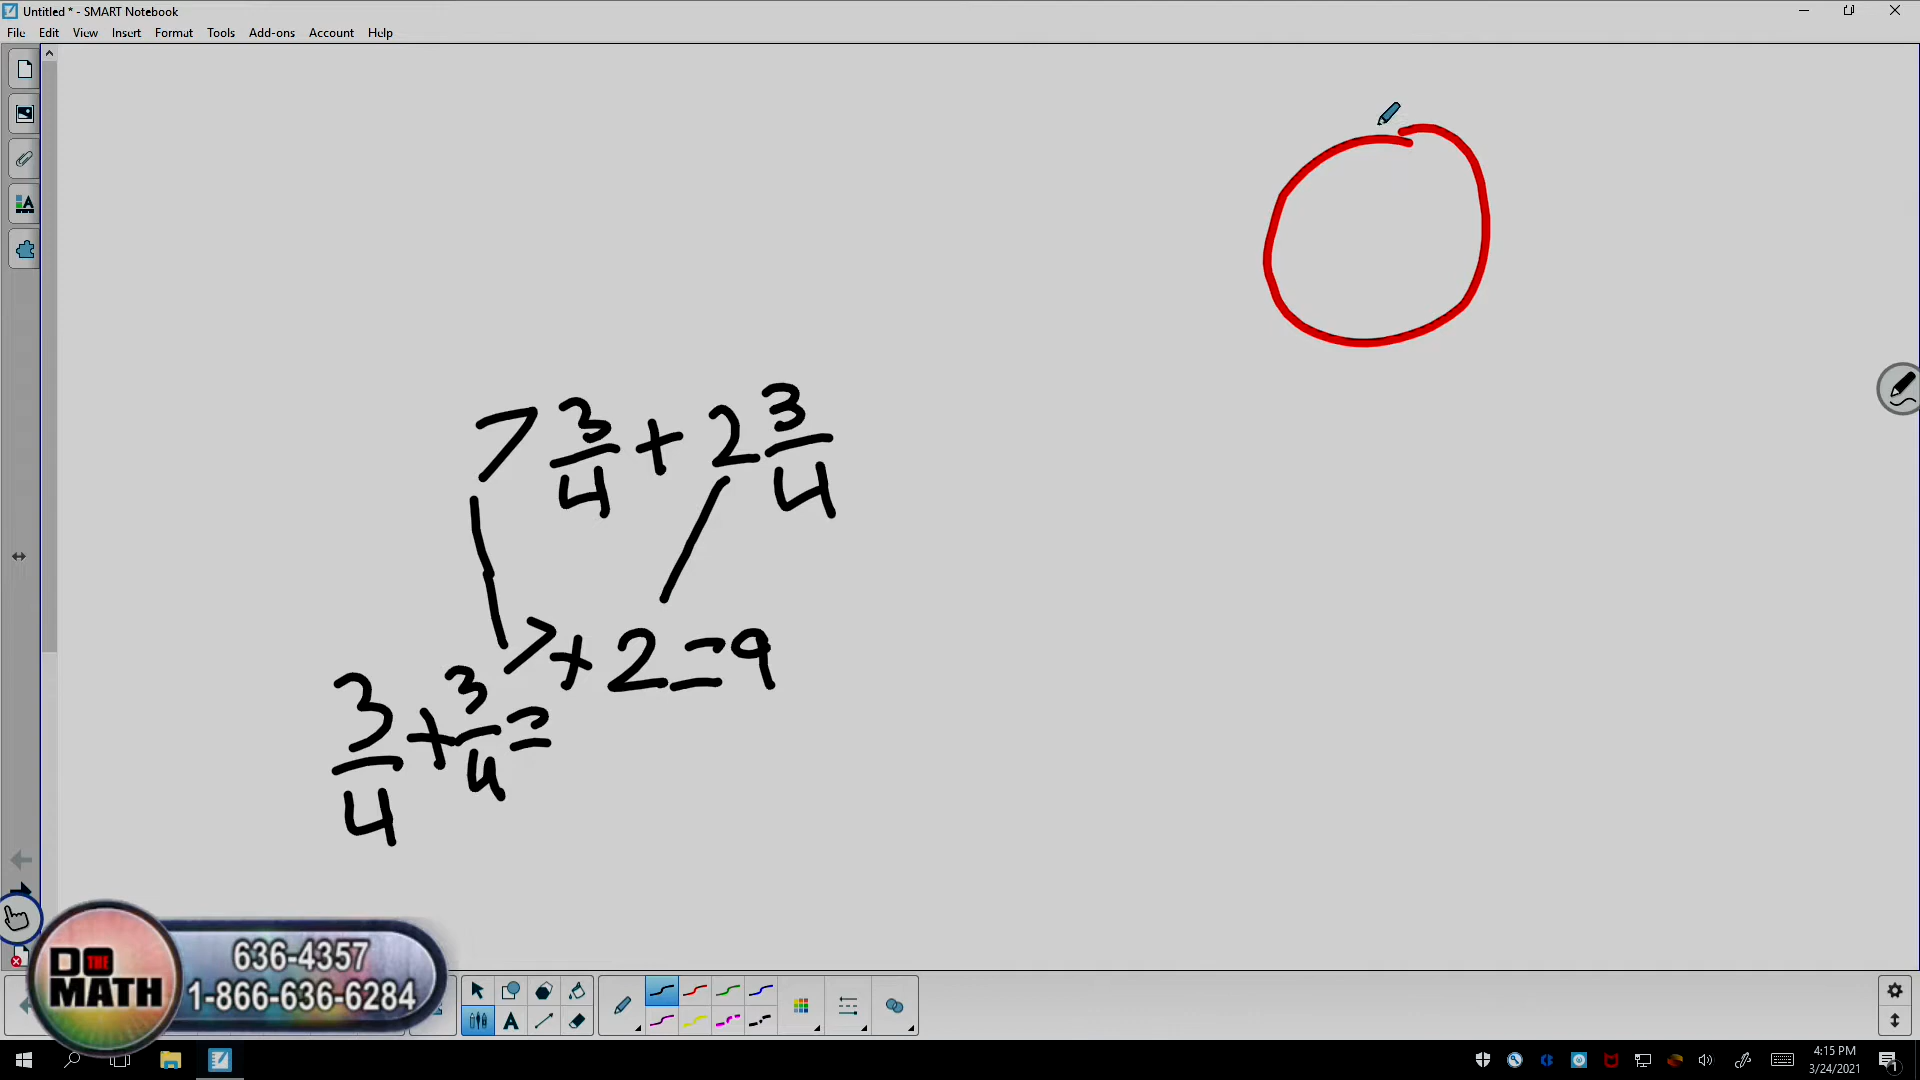 Untitled * - SMART Notebook
File Edit View Insert Format Tools Add-ons Account Help
7 3/4 + 2 3/4
7 + 2 = 9
3/4 + 3/4 =
DO THE MATH
636-4357
1-866-636-6284
4:15 PM
3/24/2021